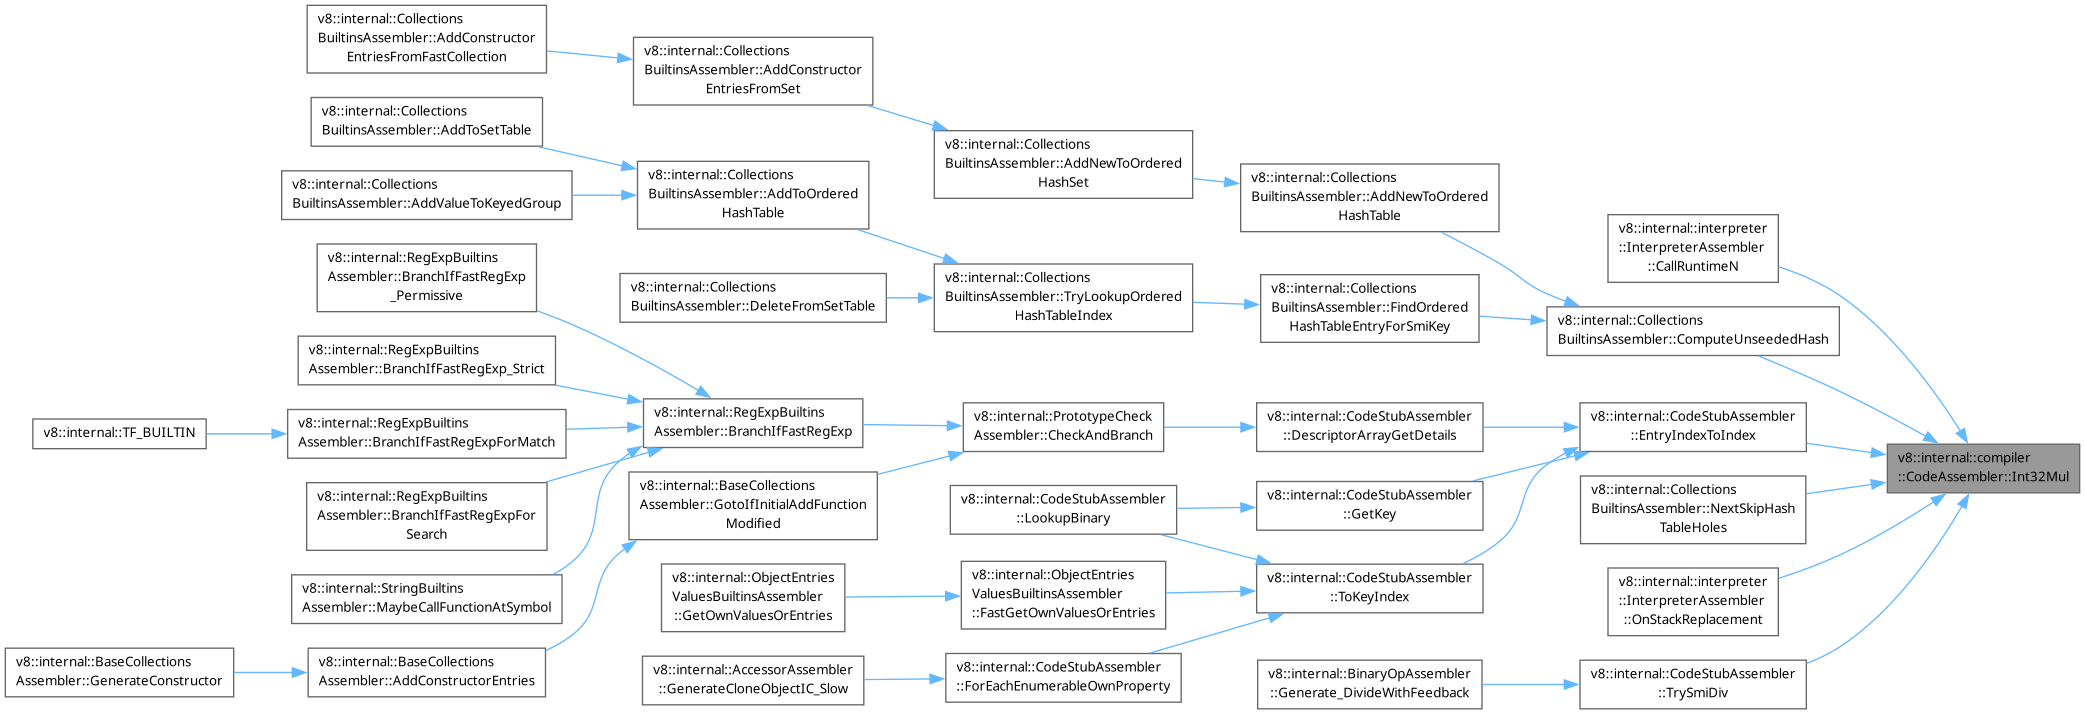 v8::internal::Collections
BuiltinsAssembler::AddConstructor
EntriesFromFastCollection
v8::internal::Collections
BuiltinsAssembler::AddConstructor
EntriesFromSet
v8::internal::Collections
BuiltinsAssembler::AddToSetTable
v8::internal::Collections
BuiltinsAssembler::AddNewToOrdered
HashSet
v8::internal::Collections
BuiltinsAssembler::AddToOrdered
HashTable
v8::internal::Collections
BuiltinsAssembler::AddNewToOrdered
HashTable
v8::internal::Collections
BuiltinsAssembler::AddValueToKeyedGroup
v8::internal::interpreter
::InterpreterAssembler
::CallRuntimeN
v8::internal::RegExpBuiltins
Assembler::BranchIfFastRegExp
_Permissive
v8::internal::Collections
BuiltinsAssembler::DeleteFromSetTable
v8::internal::Collections
BuiltinsAssembler::TryLookupOrdered
HashTableIndex
v8::internal::Collections
BuiltinsAssembler::FindOrdered
HashTableEntryForSmiKey
v8::internal::Collections
BuiltinsAssembler::ComputeUnseededHash
v8::internal::RegExpBuiltins
Assembler::BranchIfFastRegExp_Strict
v8::internal::TF_BUILTIN
v8::internal::RegExpBuiltins
Assembler::BranchIfFastRegExpForMatch
v8::internal::RegExpBuiltins
Assembler::BranchIfFastRegExp
v8::internal::PrototypeCheck
Assembler::CheckAndBranch
v8::internal::CodeStubAssembler
::DescriptorArrayGetDetails
v8::internal::CodeStubAssembler
::EntryIndexToIndex
v8::internal::compiler
::CodeAssembler::Int32Mul
v8::internal::RegExpBuiltins
Assembler::BranchIfFastRegExpFor
Search
v8::internal::BaseCollections
Assembler::GotoIfInitialAddFunction
Modified
v8::internal::CodeStubAssembler
::LookupBinary
v8::internal::CodeStubAssembler
::GetKey
v8::internal::Collections
BuiltinsAssembler::NextSkipHash
TableHoles
v8::internal::StringBuiltins
Assembler::MaybeCallFunctionAtSymbol
v8::internal::ObjectEntries
ValuesBuiltinsAssembler
::GetOwnValuesOrEntries
v8::internal::ObjectEntries
ValuesBuiltinsAssembler
::FastGetOwnValuesOrEntries
v8::internal::CodeStubAssembler
::ToKeyIndex
v8::internal::interpreter
::InterpreterAssembler
::OnStackReplacement
v8::internal::BaseCollections
Assembler::GenerateConstructor
v8::internal::BaseCollections
Assembler::AddConstructorEntries
v8::internal::AccessorAssembler
::GenerateCloneObjectIC_Slow
v8::internal::CodeStubAssembler
::ForEachEnumerableOwnProperty
v8::internal::BinaryOpAssembler
::Generate_DivideWithFeedback
v8::internal::CodeStubAssembler
::TrySmiDiv